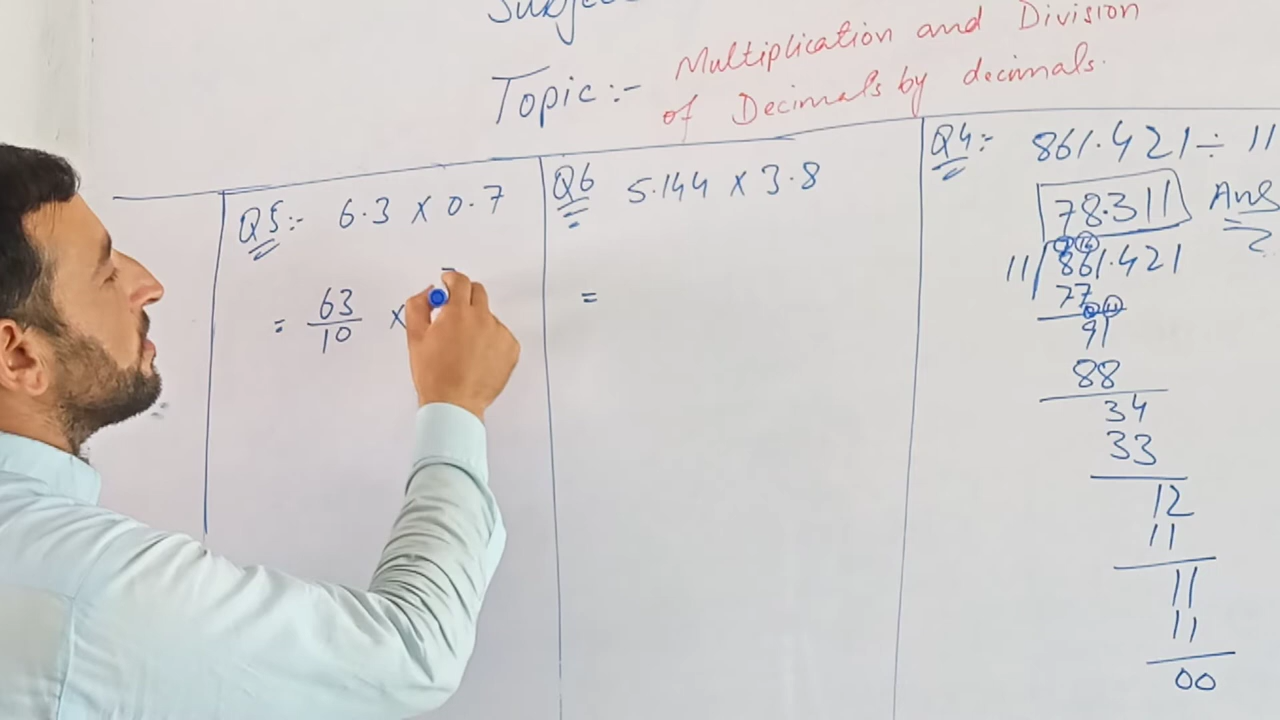 Topic:- Multiplication and Division
of Decimals by decimals.
Q5:- 6.3 x 0.7
= 63/10 x
Q6 5.144 x 3.8
=
Q4:- 861.421 ÷ 11
78.311 Ans
11 861.421
77
91
88
34
33
12
11
11
11
00